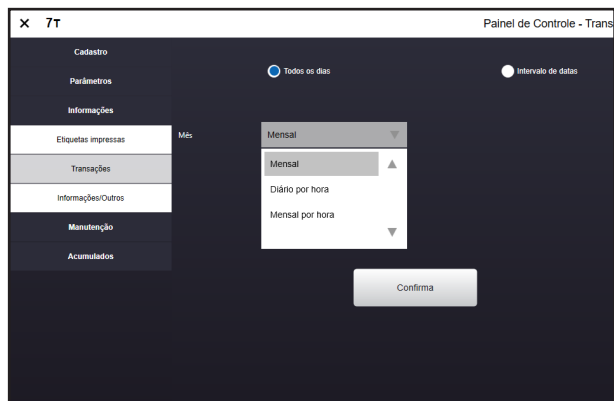 × 7T Painel de Controle - Trans
Cadastro
Todos os dias
Intervalo de datas
Parâmetros
Informações
Etiquetas impressas
Mês
Mensal
Transações
Mensal
Informações/Outros
Diário por hora
Mensal por hora
Manutenção
Acumulados
Confirma